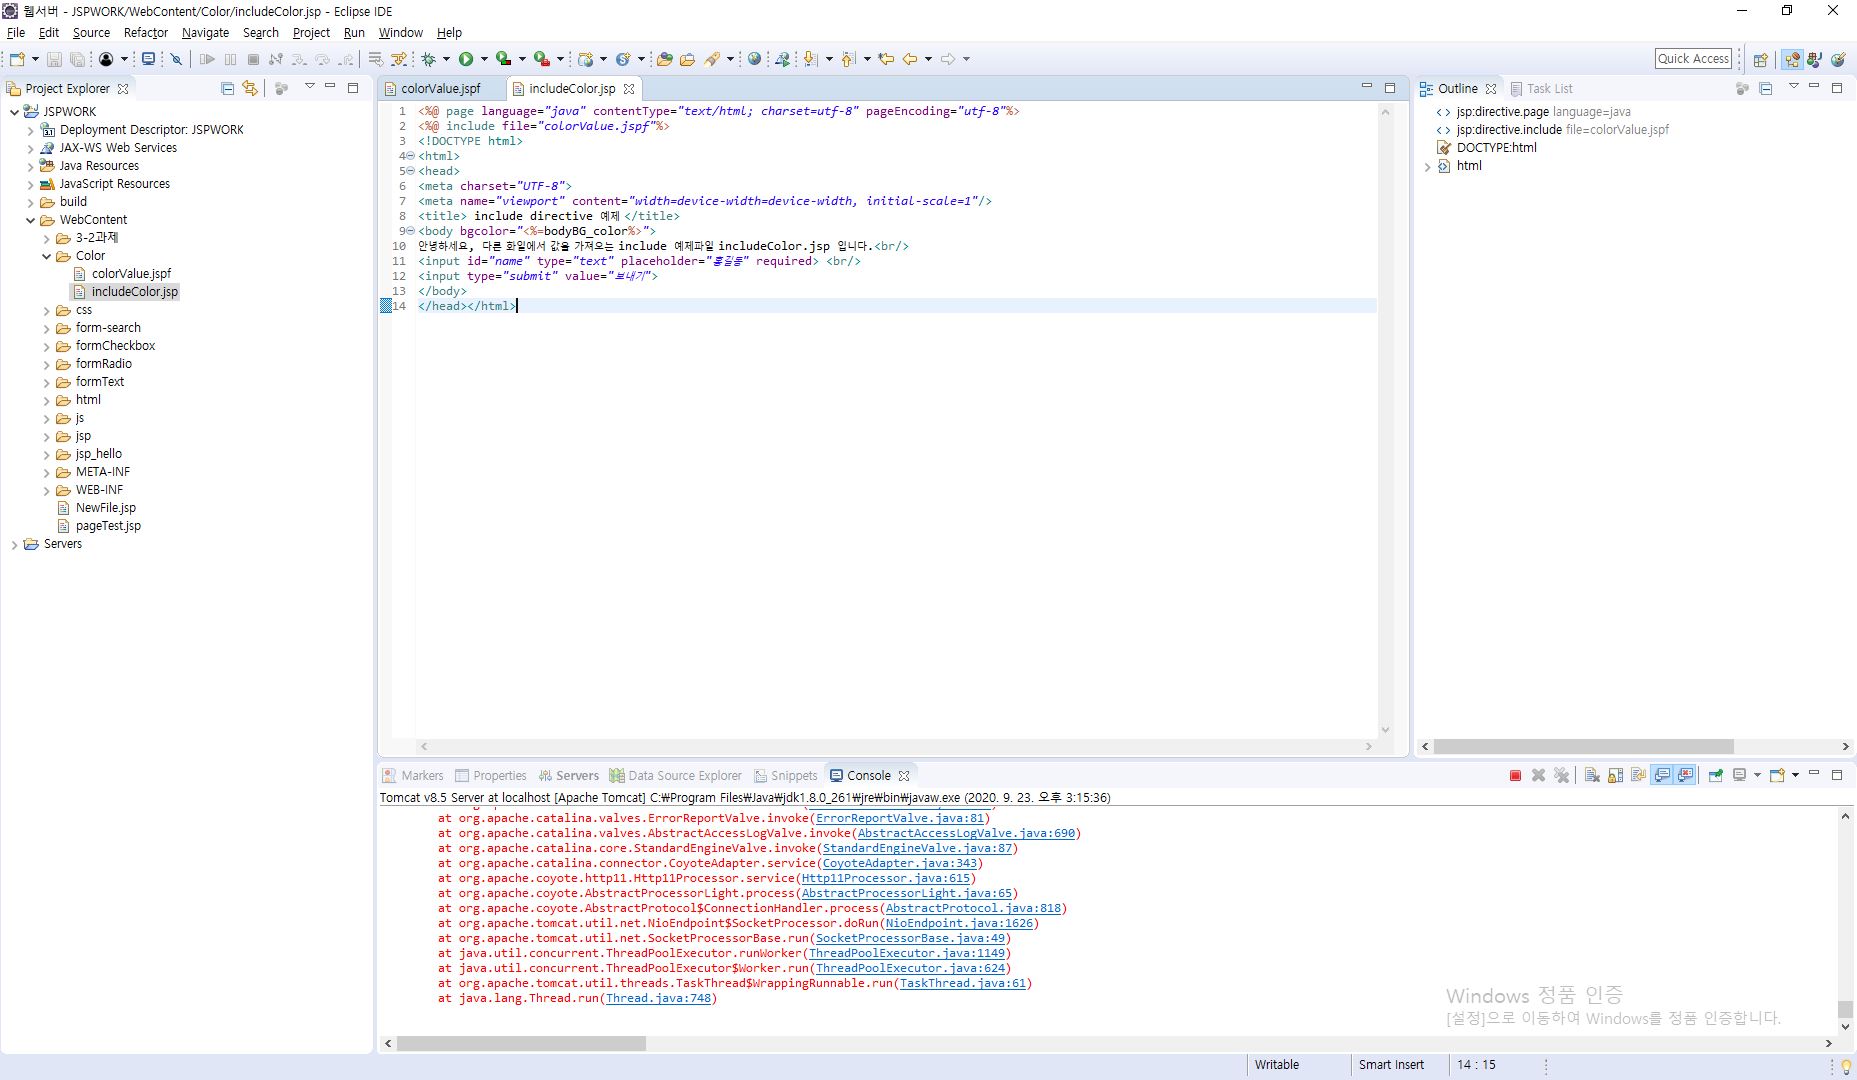 웹서버 - JSPWORK/WebContent/Color/includeColor.jsp - Eclipse IDE
File Edit Source Refactor Navigate Search Project Run Window Help
Quick Access
Project Explorer
JSPWORK
Deployment Descriptor: JSPWORK
JAX-WS Web Services
Java Resources
JavaScript Resources
build
WebContent
3-2과제
Color
colorValue.jspf
includeColor.jsp
css
form-search
formCheckbox
formRadio
formText
html
js
jsp
jsp_hello
META-INF
WEB-INF
NewFile.jsp
pageTest.jsp
Servers
colorValue.jspf includeColor.jsp
1 <%@ page language="java" contentType="text/html; charset=utf-8" pageEncoding="utf-8"%>
2 <%@ include file="colorValue.jspf"%>
3 <!DOCTYPE html>
4 <html>
5 <head>
6 <meta charset="UTF-8">
7 <meta name="viewport" content="width=device-width=device-width, initial-scale=1"/>
8 <title> include directive 예제 </title>
9 <body bgcolor="<%=bodyBG_color%>">
10 안녕하세요, 다른 화일에서 값을 가져오는 include 예제파일 includeColor.jsp 입니다.<br/>
11 <input id="name" type="text" placeholder="홍길동" required> <br/>
12 <input type="submit" value="보내기">
13 </body>
14 </head></html>
Outline Task List
jsp:directive.page language=java
jsp:directive.include file=colorValue.jspf
DOCTYPE:html
html
Markers Properties Servers Data Source Explorer Snippets Console
Tomcat v8.5 Server at localhost [Apache Tomcat] C:₩Program Files₩Java₩jdk1.8.0_261₩jre₩bin₩javaw.exe (2020. 9. 23. 오후 3:15:36)
at org.apache.catalina.valves.ErrorReportValve.invoke(ErrorReportValve.java:81)
at org.apache.catalina.valves.AbstractAccessLogValve.invoke(AbstractAccessLogValve.java:690)
at org.apache.catalina.core.StandardEngineValve.invoke(StandardEngineValve.java:87)
at org.apache.catalina.connector.CoyoteAdapter.service(CoyoteAdapter.java:343)
at org.apache.coyote.http11.Http11Processor.service(Http11Processor.java:615)
at org.apache.coyote.AbstractProcessorLight.process(AbstractProcessorLight.java:65)
at org.apache.coyote.AbstractProtocol$ConnectionHandler.process(AbstractProtocol.java:818)
at org.apache.tomcat.util.net.NioEndpoint$SocketProcessor.doRun(NioEndpoint.java:1626)
at org.apache.tomcat.util.net.SocketProcessorBase.run(SocketProcessorBase.java:49)
at java.util.concurrent.ThreadPoolExecutor.runWorker(ThreadPoolExecutor.java:1149)
at java.util.concurrent.ThreadPoolExecutor$Worker.run(ThreadPoolExecutor.java:624)
at org.apache.tomcat.util.threads.TaskThread$WrappingRunnable.run(TaskThread.java:61)
at java.lang.Thread.run(Thread.java:748)
Windows 정품 인증
[설정]으로 이동하여 Windows를 정품 인증합니다.
Writable Smart Insert 14 : 15